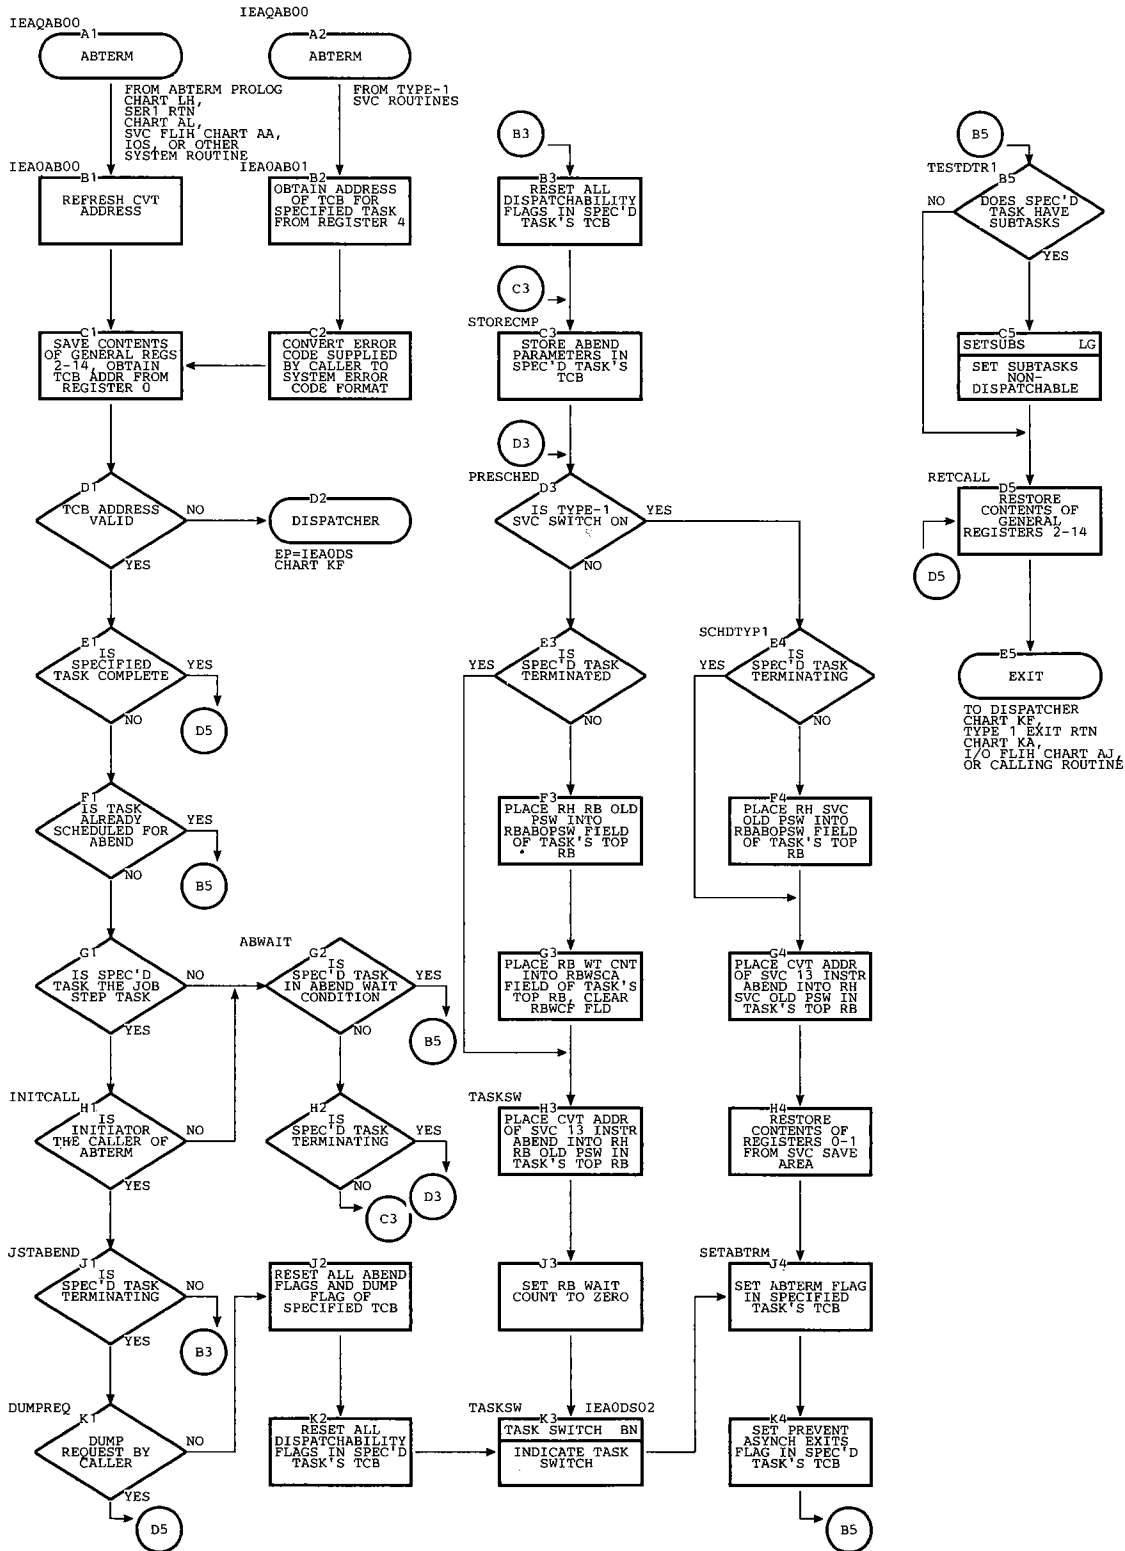 IEAQAB00
A1
ABTERM
FROM ABTERM PROLOG
CHART LH,
SER1 RTN
CHART AL,
SVC FLIH CHART AA,
IOS, OR OTHER
SYSTEM ROUTINE
IEA0AB00
B1
REFRESH CVT
ADDRESS
C1
SAVE CONTENTS
OF GENERAL REGS
2-14, OBTAIN
TCB ADDR FROM
REGISTER 0
D1
TCB ADDRESS
VALID
NO
YES
E1
IS
SPECIFIED
TASK COMPLETE
YES
D5
NO
F1
IS TASK
ALREADY
SCHEDULED FOR
ABEND
YES
B5
NO
G1
IS SPEC'D
TASK THE JOB
STEP TASK
NO
YES
INITCALL
H1
IS
INITIATOR
THE CALLER OF
ABTERM
NO
YES
JSTABEND
J1
IS
SPEC'D TASK
TERMINATING
NO
B3
YES
DUMPREQ
K1
DUMP
REQUEST BY
CALLER
NO
YES
D5
IEAQAB00
A2
ABTERM
FROM TYPE-1
SVC ROUTINES
IEA0AB01
B2
OBTAIN ADDRESS
OF TCB FOR
SPECIFIED TASK
FROM REGISTER 4
C2
CONVERT ERROR
CODE SUPPLIED
BY CALLER TO
SYSTEM ERROR
CODE FORMAT
D2
DISPATCHER
EP=IEA0DS
CHART KF
ABWAIT
G2
IS
SPEC'D TASK
IN ABEND WAIT
CONDITION
YES
B5
NO
H2
IS
SPEC'D TASK
TERMINATING
YES
D3
NO
C3
J2
RESET ALL ABEND
FLAGS AND DUMP
FLAG OF
SPECIFIED TCB
K2
RESET ALL
DISPATCHABILITY
FLAGS IN SPEC'D
TASK'S TCB
B3
B3
RESET ALL
DISPATCHABILITY
FLAGS IN SPEC'D
TASK'S TCB
C3
STORECMP
C3
STORE ABEND
PARAMETERS IN
SPEC'D TASK'S
TCB
D3
PRESCHED
D3
IS TYPE-1
SVC SWITCH ON
YES
NO
E3
IS
SPEC'D TASK
TERMINATED
YES
NO
F3
PLACE RH RB OLD
PSW INTO
RBABOPSW FIELD
OF TASK'S TOP
RB
G3
PLACE RB WT CNT
INTO RBWSCA
FIELD OF TASK'S
TOP RB, CLEAR
RBWCF FLD
TASKSW
H3
PLACE CVT ADDR
OF SVC 13 INSTR
ABEND INTO RH
RB OLD PSW IN
TASK'S TOP RB
J3
SET RB WAIT
COUNT TO ZERO
TASKSW
IEA0DS02
K3
TASK SWITCH BN
INDICATE TASK
SWITCH
SCHDTYP1
E4
IS
SPEC'D TASK
TERMINATING
YES
NO
F4
PLACE RH SVC
OLD PSW INTO
RBABOPSW FIELD
OF TASK'S TOP
RB
G4
PLACE CVT ADDR
OF SVC 13 INSTR
ABEND INTO RH
SVC OLD PSW IN
TASK'S TOP RB
H4
RESTORE
CONTENTS OF
REGISTERS 0-1
FROM SVC SAVE
AREA
SETABTRM
J4
SET ABTERM FLAG
IN SPECIFIED
TASK'S TCB
K4
SET PREVENT
ASYNCH EXITS
FLAG IN SPEC'D
TASK'S TCB
B5
B5
TESTDTR1
B5
DOES SPEC'D
TASK HAVE
SUBTASKS
NO
YES
C5
SETSUBS LG
SET SUBTASKS
NON-
DISPATCHABLE
RETCALL
D5
RESTORE
CONTENTS OF
GENERAL
REGISTERS 2-14
D5
E5
EXIT
TO DISPATCHER
CHART KF,
TYPE 1 EXIT RTN
CHART KA,
I/O FLIH CHART AJ,
OR CALLING ROUTINE